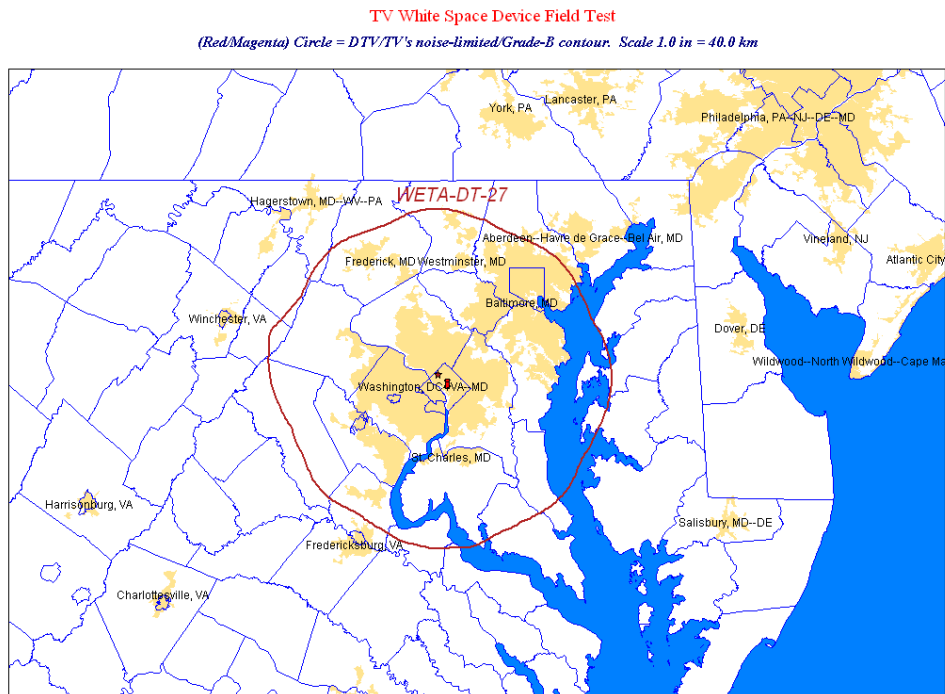 TV White Space Device Field Test
(Red/Magenta) Circle = DTV/TV's noise-limited/Grade-B contour. Scale 1.0 in = 40.0 km
Lancaster, PA
York, PA
Philadelphia, PA--NJ--DE--MD
WETA-DT-27
Hagerstown, MD--WV--PA
Aberdeen--Havre de Grace--Bel Air, MD
Vineland, NJ
Frederick, MD
Westminster, MD
Atlantic City
Baltimore, MD
Winchester, VA
Dover, DE
Wildwood--North Wildwood--Cape Ma
Washington, DC--VA--MD
St. Charles, MD
Harrisonburg, VA
Salisbury, MD--DE
Fredericksburg, VA
Charlottesville, VA